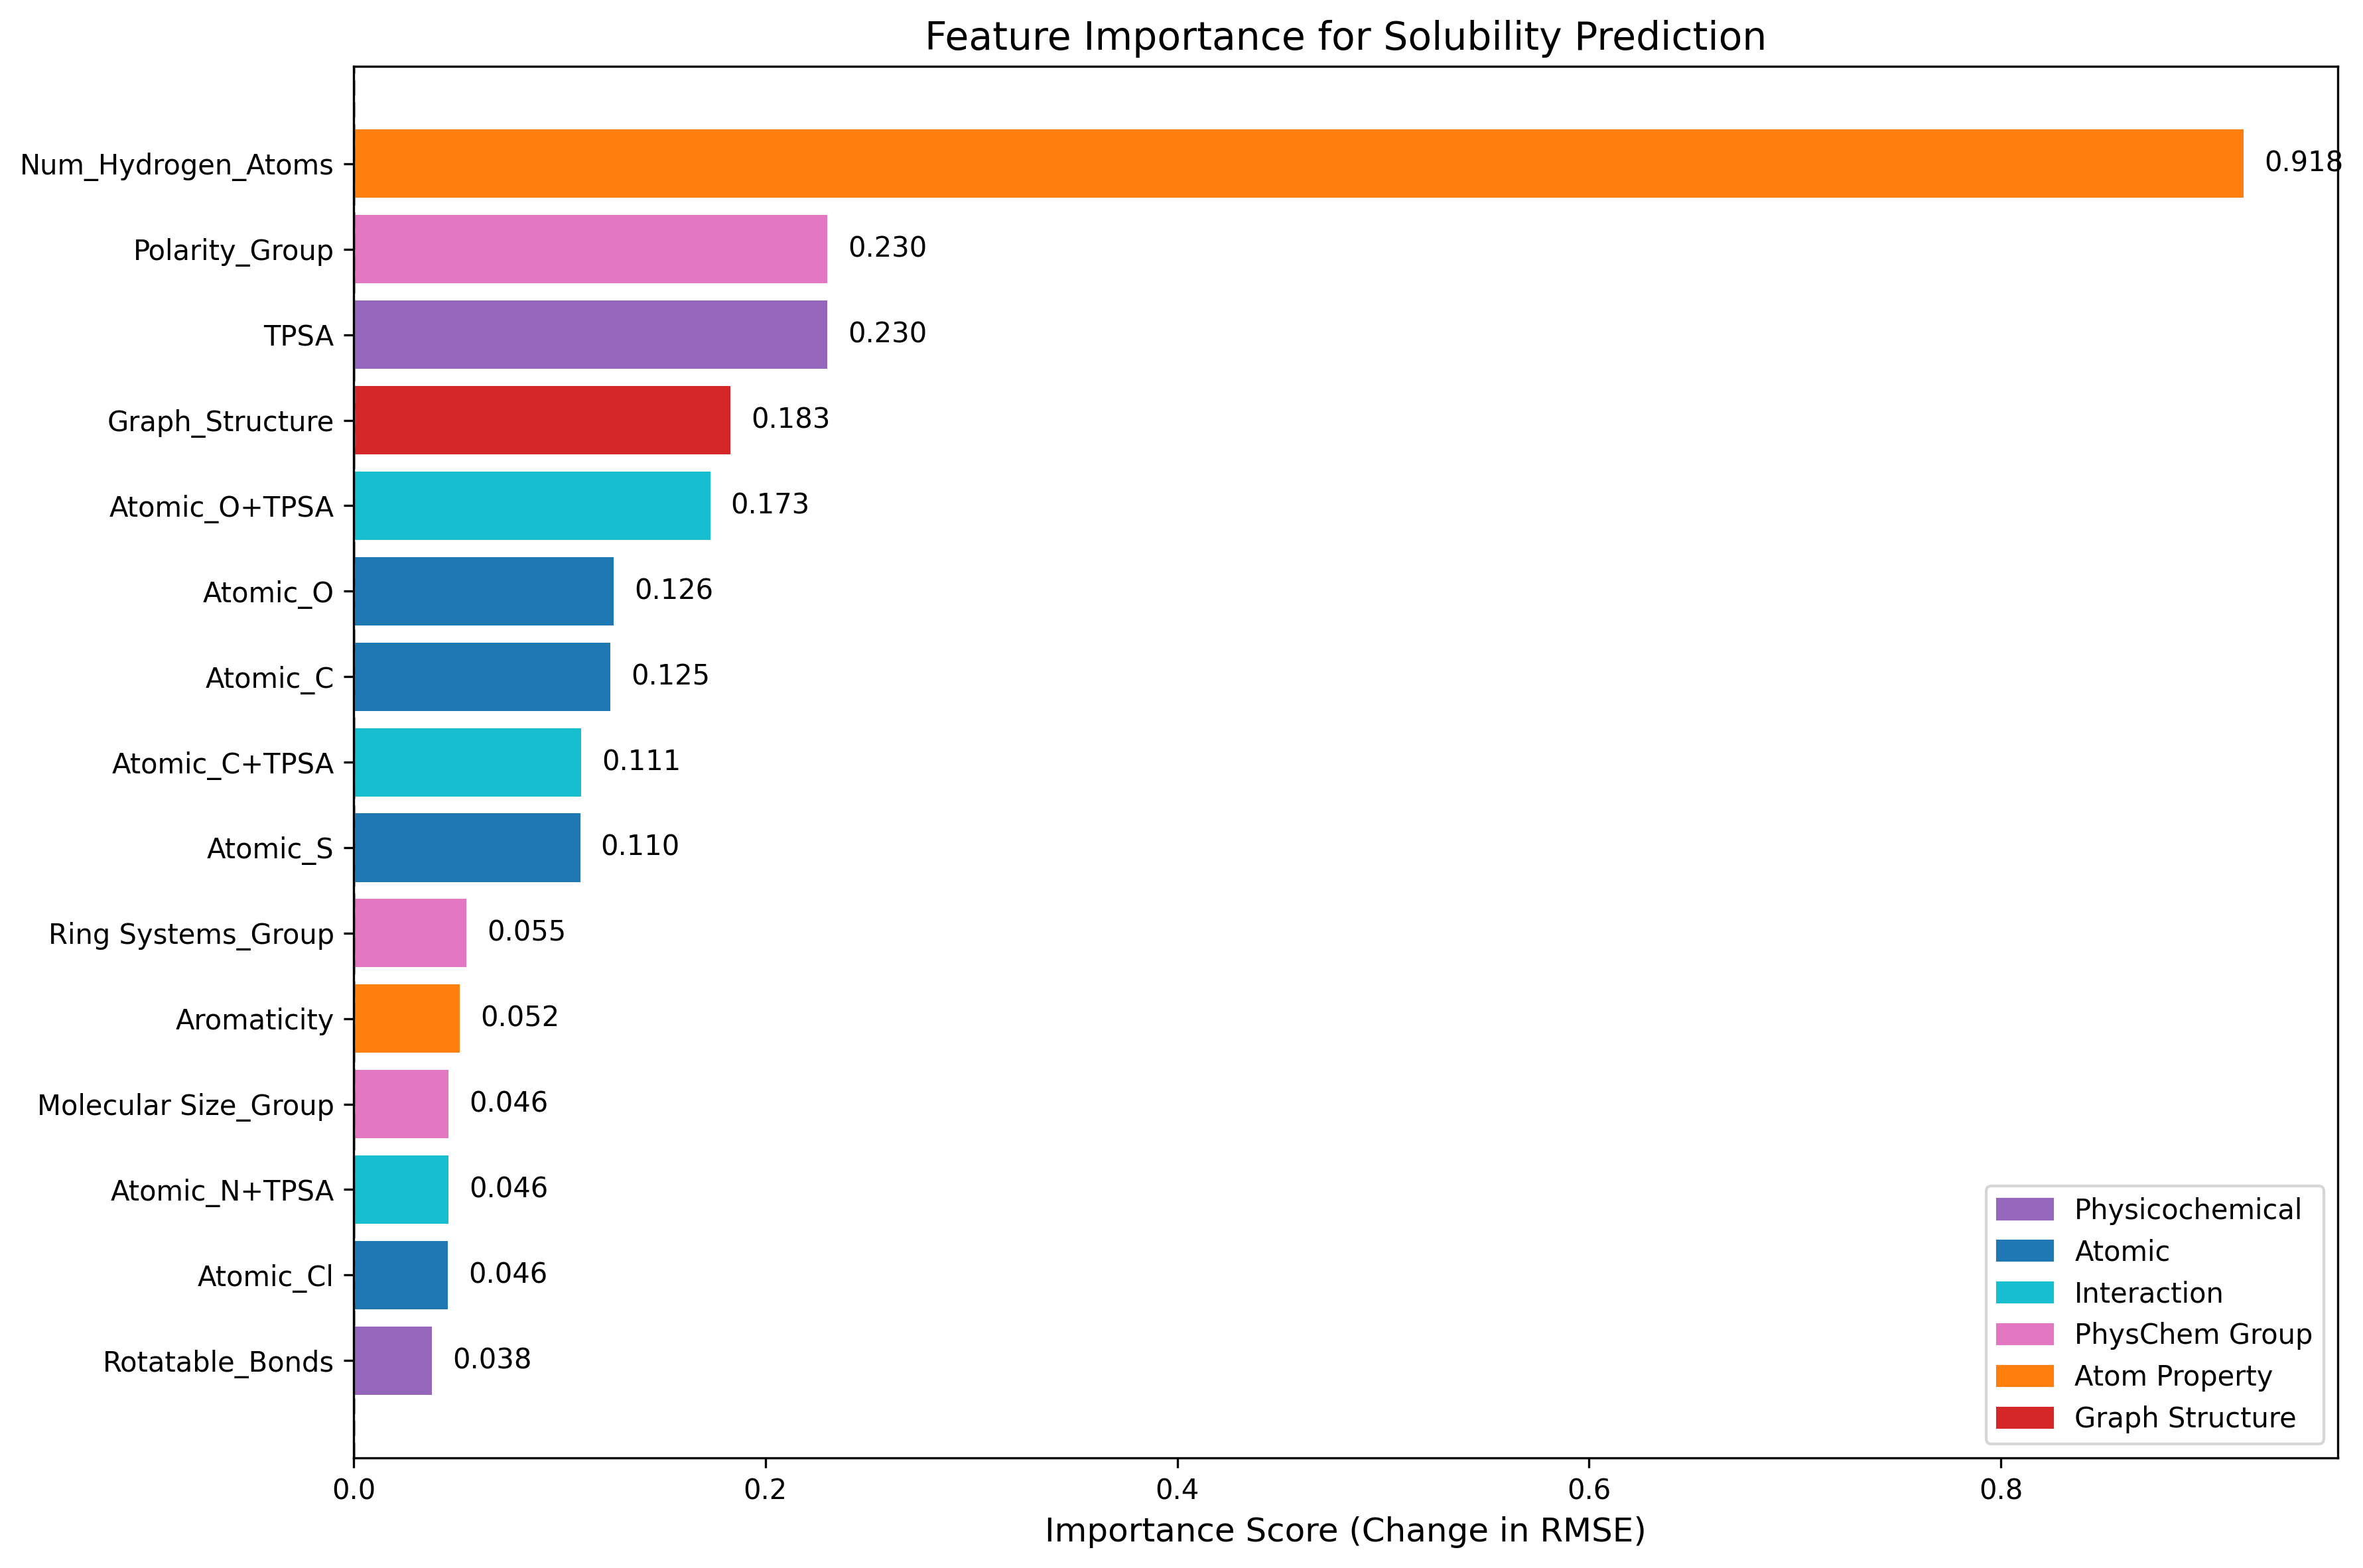 Feature Importance for Solubility Prediction
Num_Hydrogen_Atoms 0.918
Polarity_Group 0.230
TPSA 0.230
Graph_Structure 0.183
Atomic_O+TPSA 0.173
Atomic_O 0.126
Atomic_C 0.125
Atomic_C+TPSA 0.111
Atomic_S 0.110
Ring Systems_Group 0.055
Aromaticity 0.052
Molecular Size_Group 0.046
Atomic_N+TPSA 0.046
Atomic_Cl 0.046
Rotatable_Bonds 0.038
Physicochemical
Atomic
Interaction
PhysChem Group
Atom Property
Graph Structure
0.0 0.2 0.4 0.6 0.8
Importance Score (Change in RMSE)